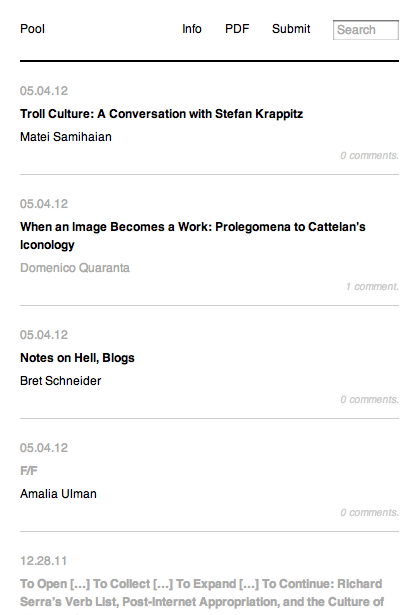 Pool Info PDF Submit Search
05.04.12
Troll Culture: A Conversation with Stefan Krappitz
Matei Samihaian
0 comments.
05.04.12
When an Image Becomes a Work: Prolegomena to Cattelan's
Iconology
Domenico Quaranta
1 comment.
05.04.12
Notes on Hell, Blogs
Bret Schneider
0 comments.
05.04.12
F/F
Amalia Ulman
0 comments.
12.28.11
To Open [...] To Collect [...] To Expand [...] To Continue: Richard
Serra's Verb List, Post-Internet Appropriation, and the Culture of